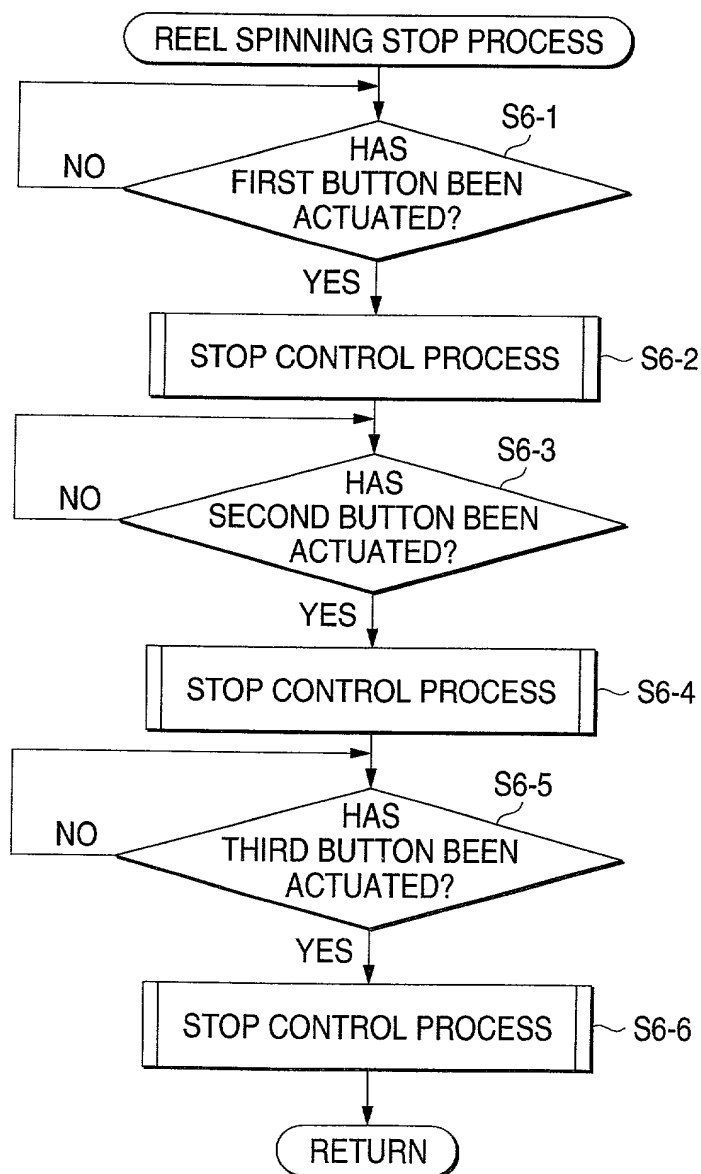 REEL SPINNING STOP PROCESS
S6-1
HAS
FIRST BUTTON BEEN
ACTUATED?
NO
YES
STOP CONTROL PROCESS
S6-2
S6-3
HAS
SECOND BUTTON BEEN
ACTUATED?
NO
YES
STOP CONTROL PROCESS
S6-4
S6-5
HAS
THIRD BUTTON BEEN
ACTUATED?
NO
YES
STOP CONTROL PROCESS
S6-6
RETURN